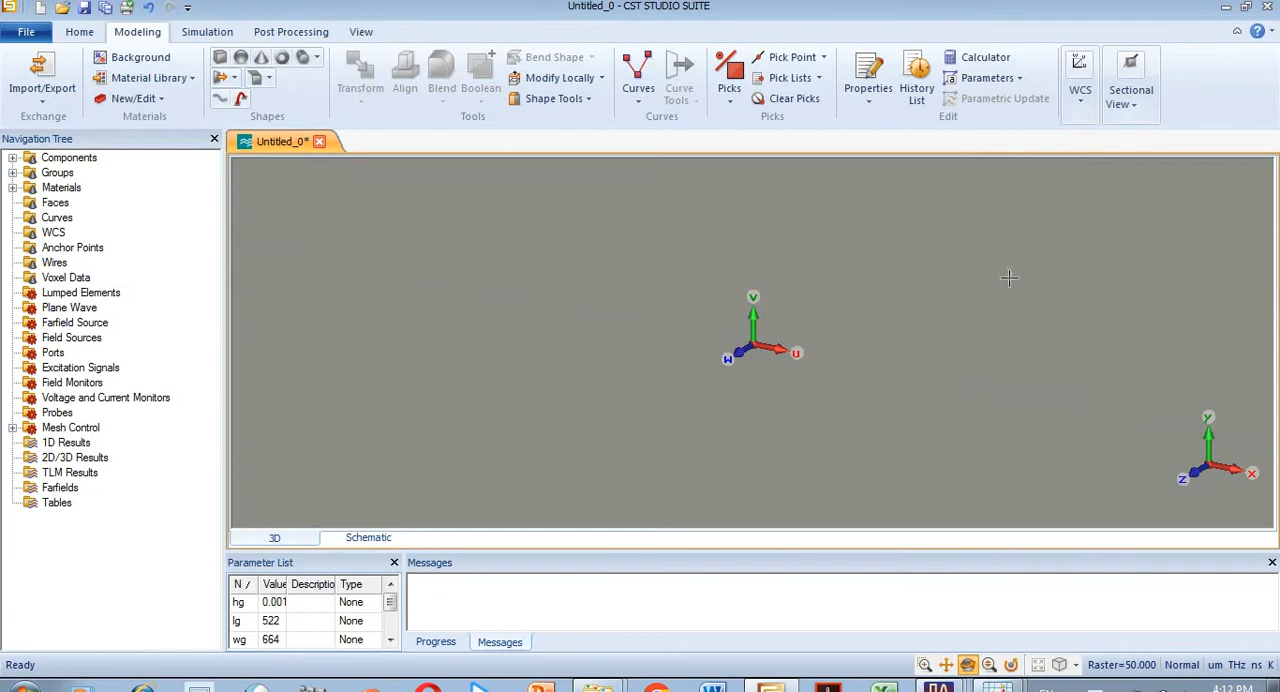 Untitled_0 - CST STUDIO SUITE
File Home Modeling Simulation Post Processing View
Import/Export
Exchange
Background
Material Library
New/Edit
Materials
Shapes
Transform Align Blend Boolean
Bend Shape
Modify Locally
Shape Tools
Tools
Curves Curve Tools
Curves
Picks
Pick Point
Pick Lists
Clear Picks
Picks
Properties History List
Calculator
Parameters
Parametric Update
Edit
WCS
Sectional View
Navigation Tree
Untitled_0*
Components
Groups
Materials
Faces
Curves
WCS
Anchor Points
Wires
Voxel Data
Lumped Elements
Plane Wave
Farfield Source
Field Sources
Ports
Excitation Signals
Field Monitors
Voltage and Current Monitors
Probes
Mesh Control
1D Results
2D/3D Results
TLM Results
Farfields
Tables
v
u
w
y
x
z
3D Schematic
Parameter List
N / Value Descriptio Type
hg 0.001 None
lg 522 None
wg 664 None
Messages
Progress Messages
Ready
Raster=50.000 Normal um THz ns K
4:12 PM